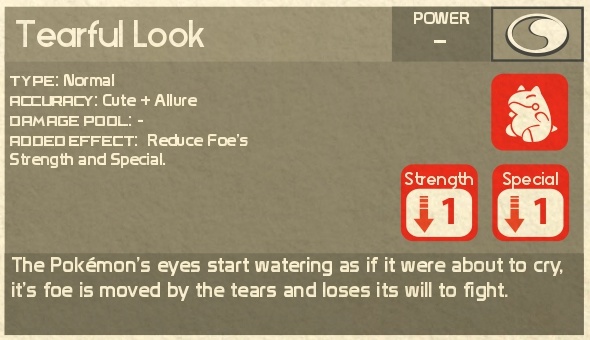 Tearful Look
POWER
–
TYPE: Normal
ACCURACY: Cute + Allure
DAMAGE POOL: -
ADDED EFFECT: Reduce Foe's
Strength and Special.
Strength
1
Special
1
The Pokémon's eyes start watering as if it were about to cry,
it's foe is moved by the tears and loses its will to fight.